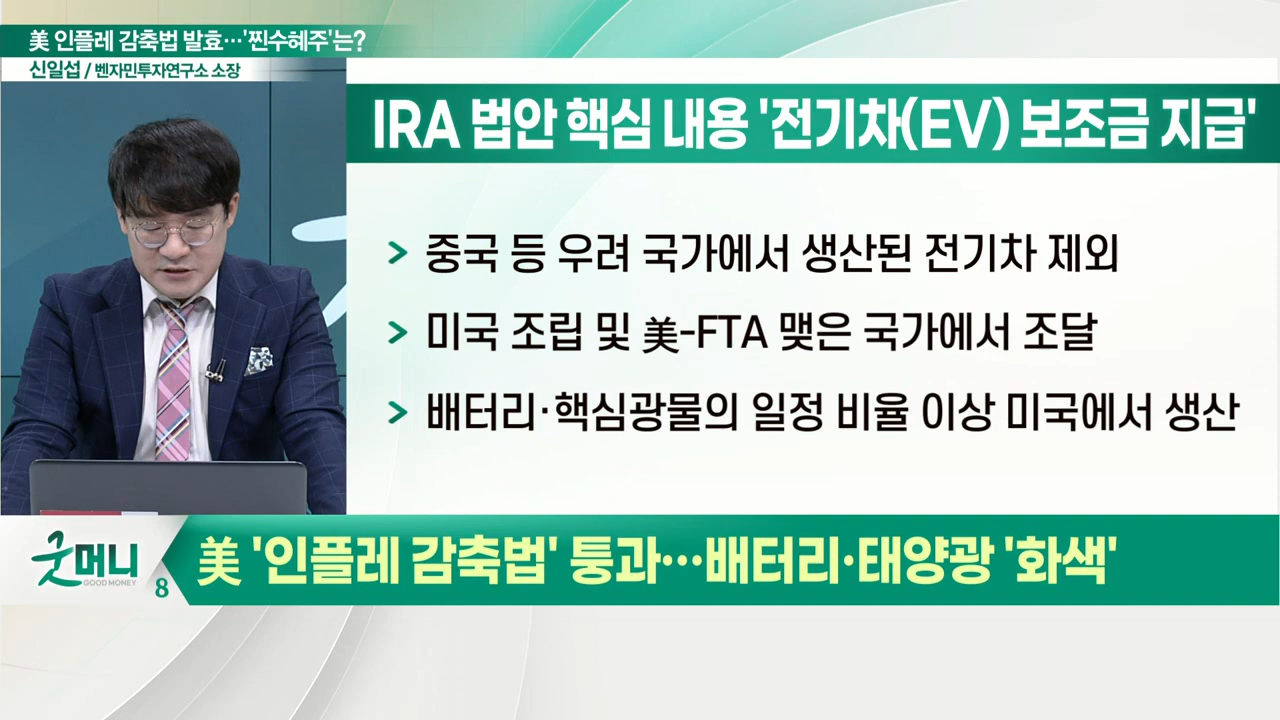 美 인플레 감축법 발효…'찐수혜주'는?
신일섭 / 벤자민투자연구소 소장
IRA 법안 핵심 내용 '전기차(EV) 보조금 지급'
> 중국 등 우려 국가에서 생산된 전기차 제외
> 미국 조립 및 美-FTA 맺은 국가에서 조달
> 배터리·핵심광물의 일정 비율 이상 미국에서 생산
굿머니
GOOD MONEY
8
美 '인플레 감축법' 퉁과…배터리·태양광 '화색'